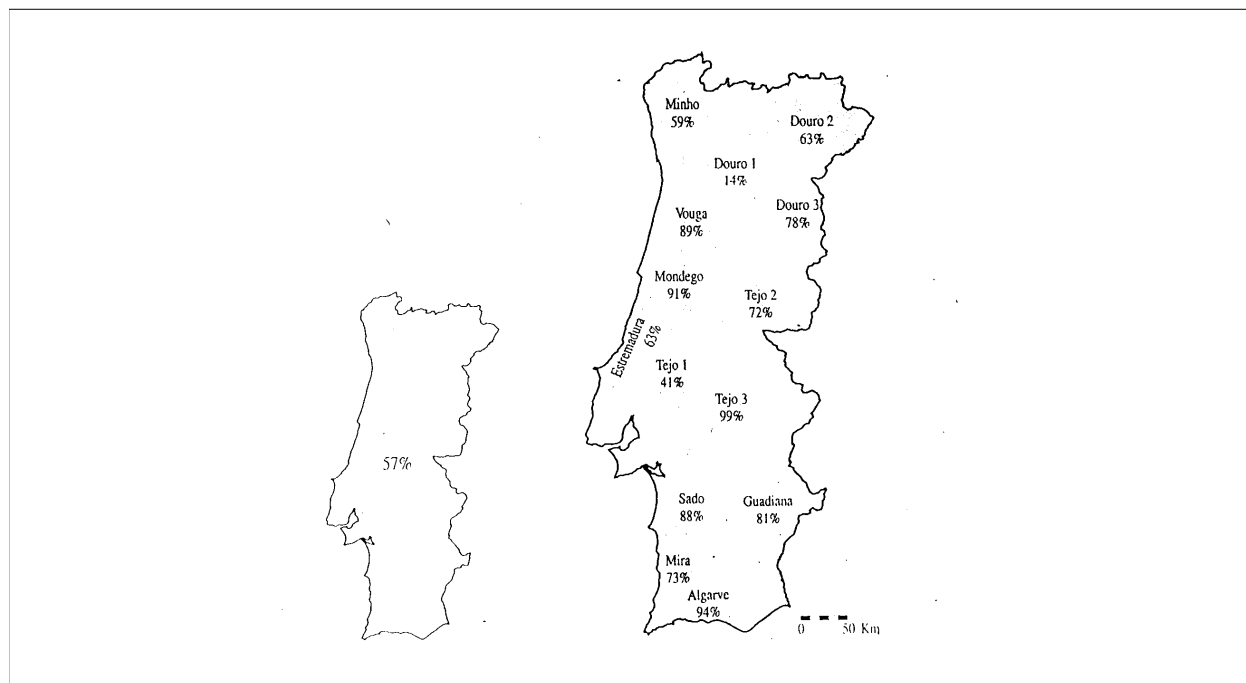 57%
Minho
59%
Douro 2
63%
Douro 1
14%
Douro 3
78%
Vouga
89%
Mondego
91%
Tejo 2
72%
Estremadura
63%
Tejo 1
41%
Tejo 3
99%
Sado
88%
Guadiana
81%
Mira
73%
Algarve
94%
0 50 Km